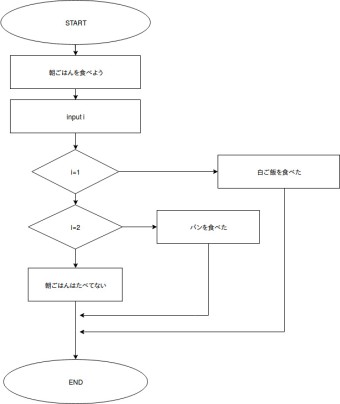 START
朝ごはんを食べよう
input i
i=1
白ご飯を食べた
i=2
パンを食べた
朝ごはんはたべてない
END